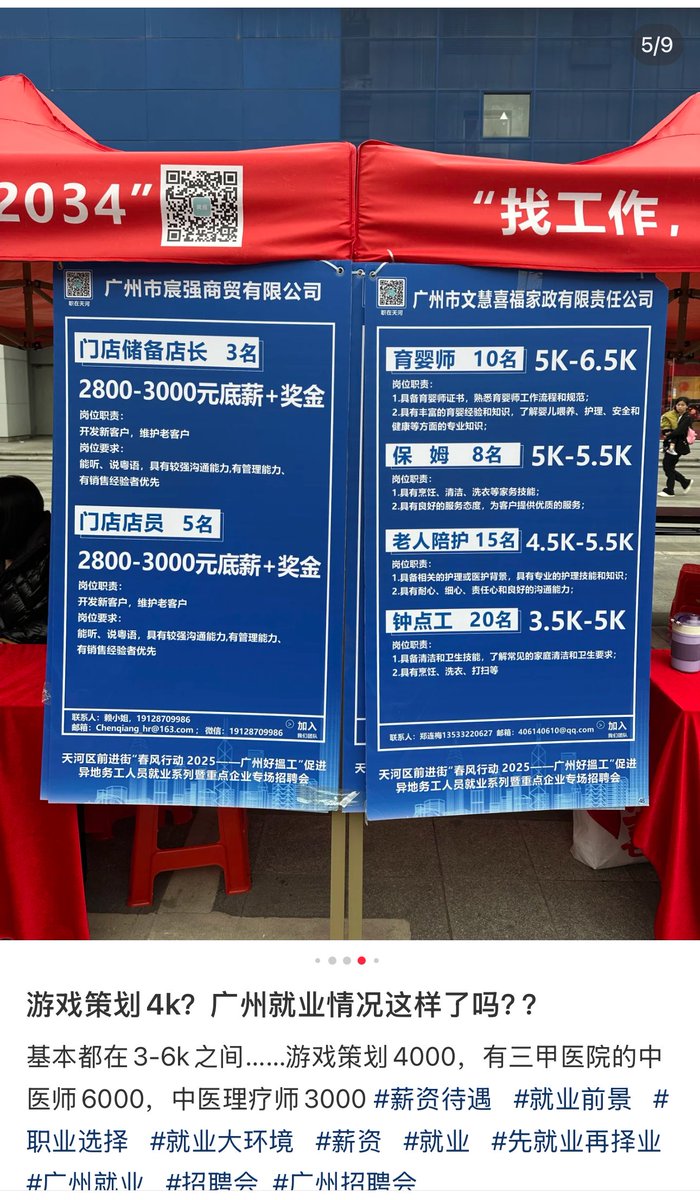 5/9
2034”
“找工作，
职在天河
广州市宸强商贸有限公司
门店储备店长 3名
2800-3000元底薪+奖金
岗位职责：
开发新客户，维护老客户
岗位要求：
能听、说粤语，具有较强沟通能力,有管理能力、
有销售经验者优先
门店店员 5名
2800-3000元底薪+奖金
岗位职责：
开发新客户，维护老客户
岗位要求：
能听、说粤语，具有较强沟通能力,有管理能力、
有销售经验者优先
联系人：赖小姐，19128709986
邮箱：Chenqiang_hr@163.com ；微信：19128709986
加入
我们团队
天河区前进街“春风行动 2025——广州好揾工”促进
异地务工人员就业系列暨重点企业专场招聘会
职在天河
广州市文慧喜福家政有限责任公司
育婴师 10名 5K-6.5K
岗位职责：
1.具备育婴师证书，熟悉育婴师工作流程和规范；
2.具有丰富的育婴经验和知识，了解婴儿喂养、护理、安全和
健康等方面的专业知识；
保 姆 8名 5K-5.5K
岗位职责：
1.具有烹饪、清洁、洗衣等家务技能；
2.具有良好的服务态度，为客户提供优质的服务；
老人陪护 15名 4.5K-5.5K
岗位职责：
1.具备相关的护理或医护背景，具有专业的护理技能和知识；
2.具有耐心、细心、责任心和良好的沟通能力；
钟点工 20名 3.5K-5K
岗位职责：
1.具备清洁和卫生技能，了解常见的家庭清洁和卫生要求；
2.具有烹饪、洗衣、打扫等
联系人：郑连梅13533220627 邮箱：406140610@qq.com
加入
我们团队
天河区前进街“春风行动 2025——广州好揾工”促进
异地务工人员就业系列暨重点企业专场招聘会
游戏策划4k？广州就业情况这样了吗？？
基本都在3-6k之间......游戏策划4000，有三甲医院的中
医师6000，中医理疗师3000 #薪资待遇 #就业前景 #
职业选择 #就业大环境 #薪资 #就业 #先就业再择业
#广州就业 #招聘会 #广州招聘会